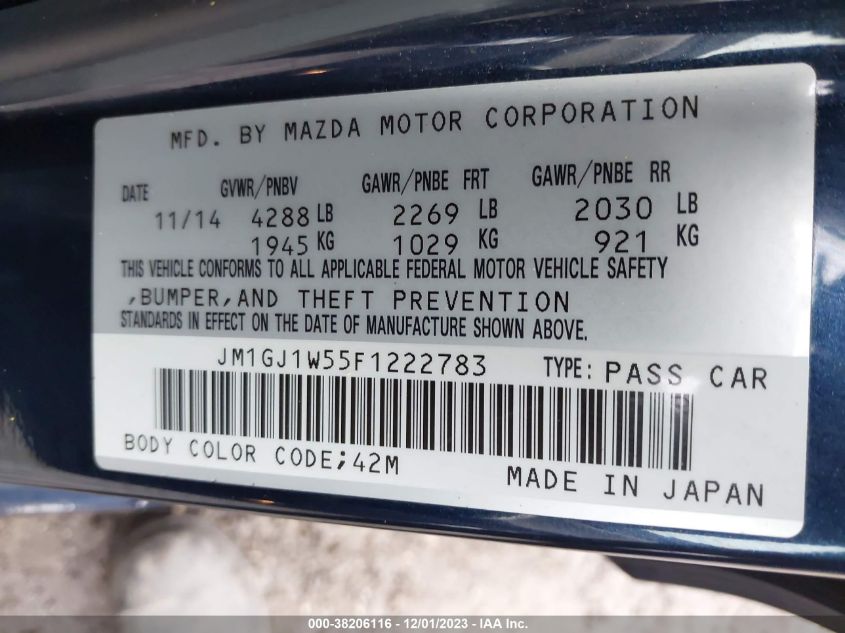 MFD. BY MAZDA MOTOR CORPORATION
DATE GVWR/PNBV GAWR/PNBE FRT GAWR/PNBE RR
11/14 4288 LB 2269 LB 2030 LB
1945 KG 1029 KG 921 KG
THIS VEHICLE CONFORMS TO ALL APPLICABLE FEDERAL MOTOR VEHICLE SAFETY
,BUMPER,AND THEFT PREVENTION
STANDARDS IN EFFECT ON THE DATE OF MANUFACTURE SHOWN ABOVE.
JM1GJ1W55F1222783 TYPE: PASS CAR
BODY COLOR CODE;42M
MADE IN JAPAN
000-38206116 - 12/01/2023 - IAA Inc.